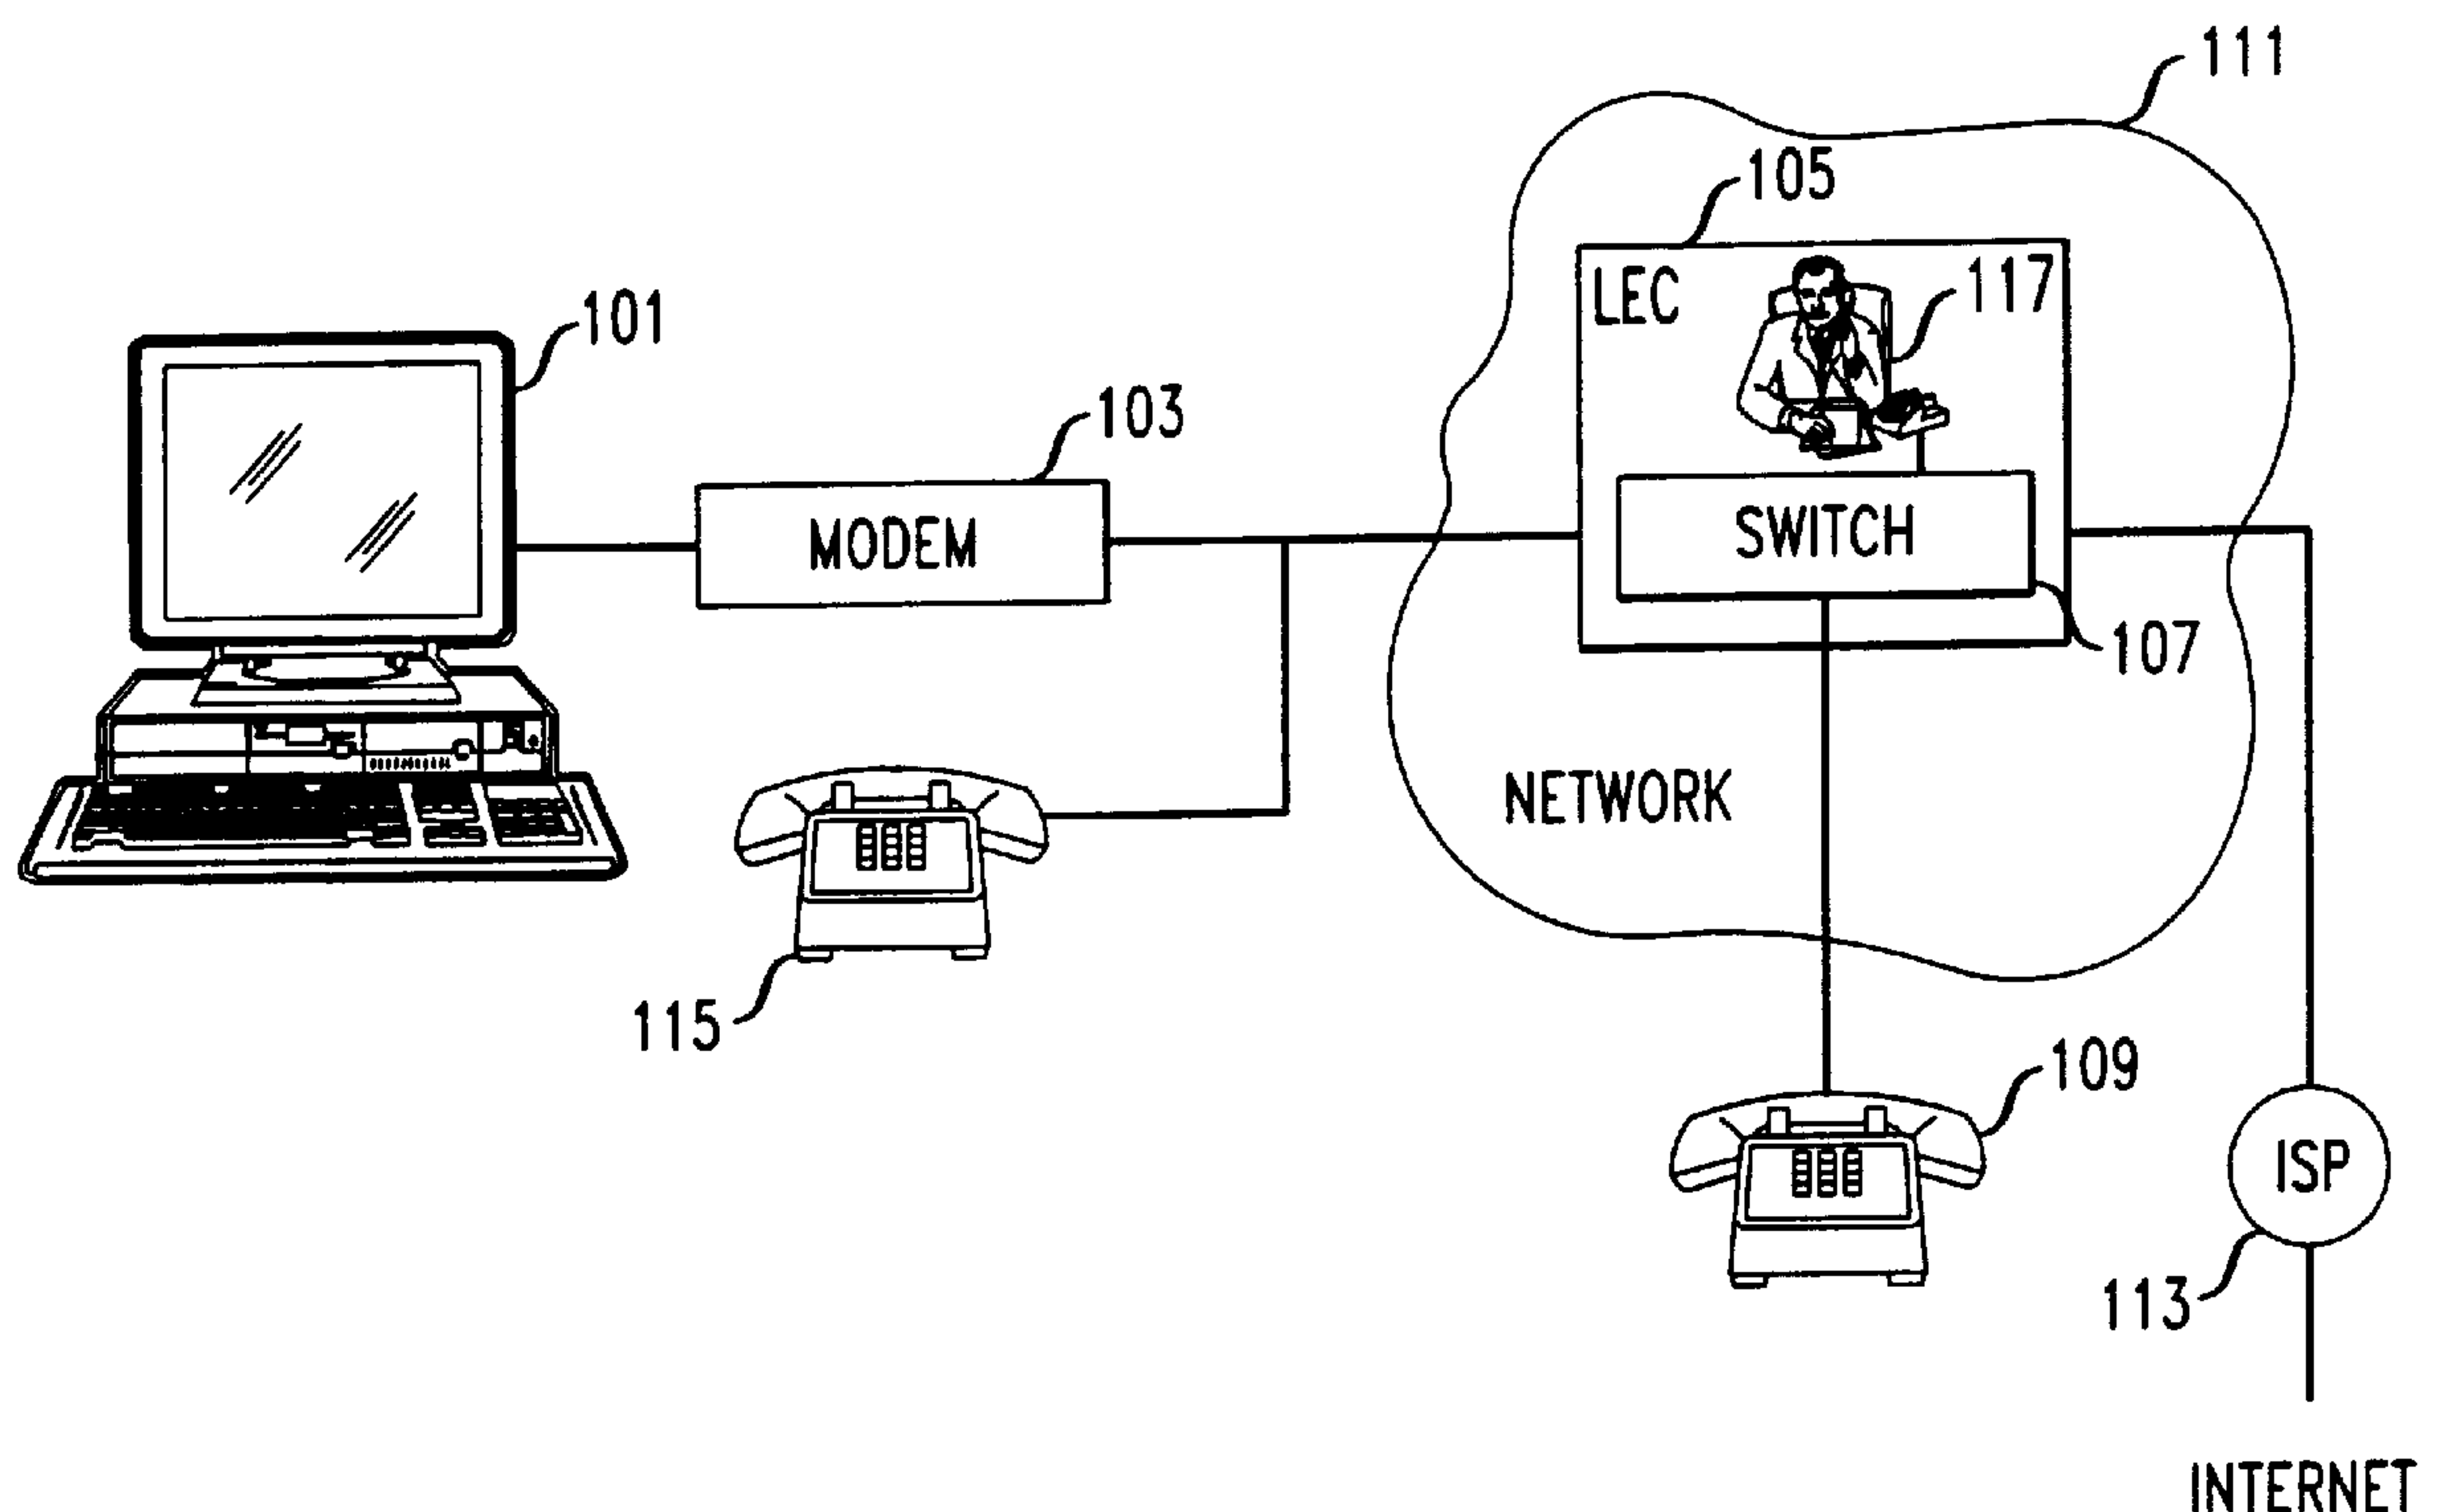 111
105
LEC
117
101
103
MODEM
SWITCH
107
NETWORK
115
109
ISP
113
INTERNET